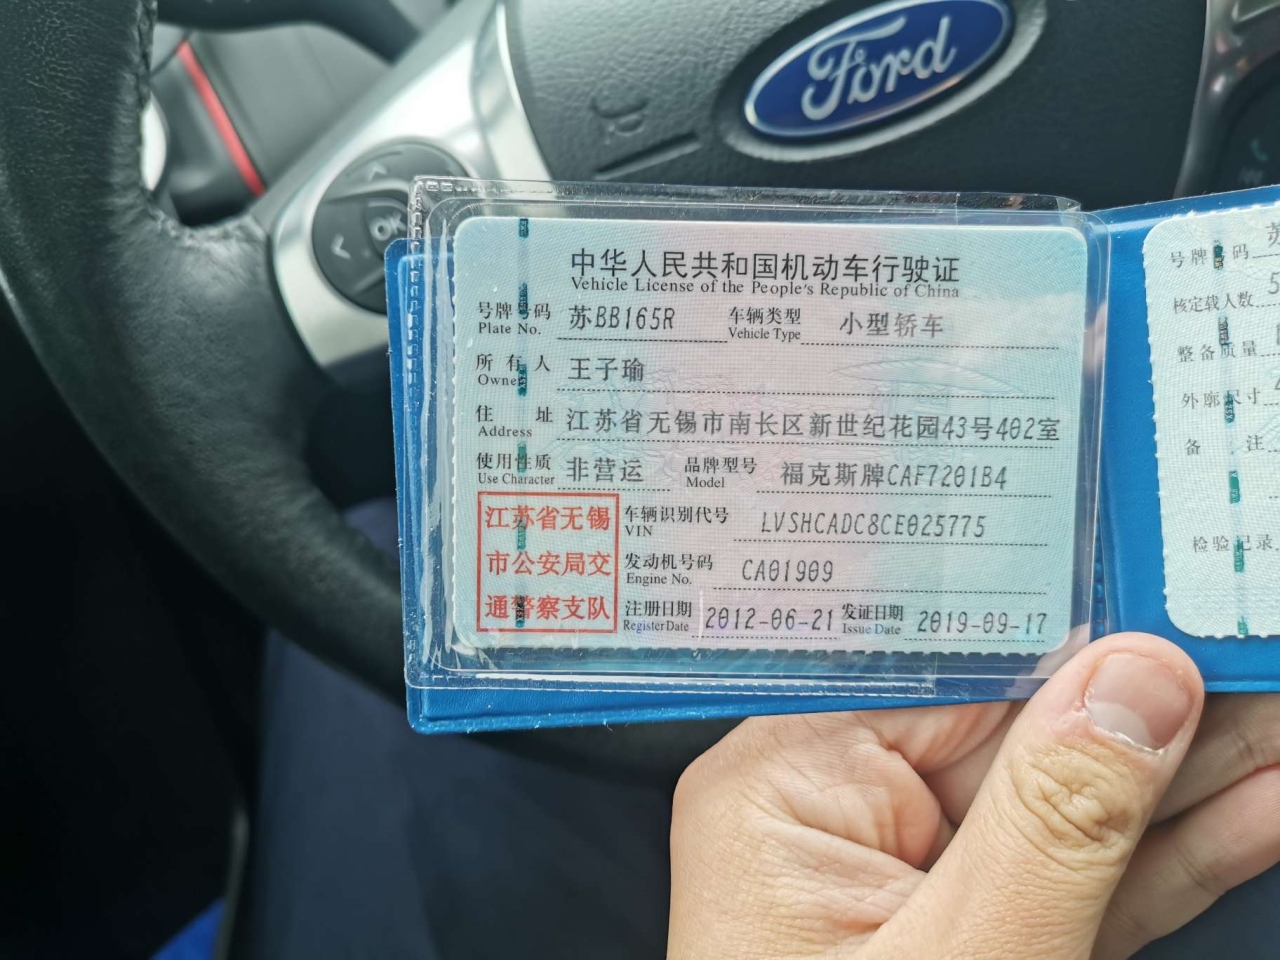 Ford
OK
中华人民共和国机动车行驶证
Vehicle License of the People's Republic of China
号牌号码 苏BB165R 车辆类型 小型轿车
Plate No. Vehicle Type
所有人 王子瑜
Owner
住址 江苏省无锡市南长区新世纪花园43号402室
Address
使用性质 非营运 品牌型号 福克斯牌CAF7201B4
Use Character Model
江苏省无锡
市公安局交
通警察支队
车辆识别代号 LVSHCADC8CE025775
VIN
发动机号码 CA01909
Engine No.
注册日期 2012-06-21 发证日期 2019-09-17
Register Date Issue Date
号牌号码 苏
核定载人数 5
整备质量
外廓尺寸 4
备注
检验记录